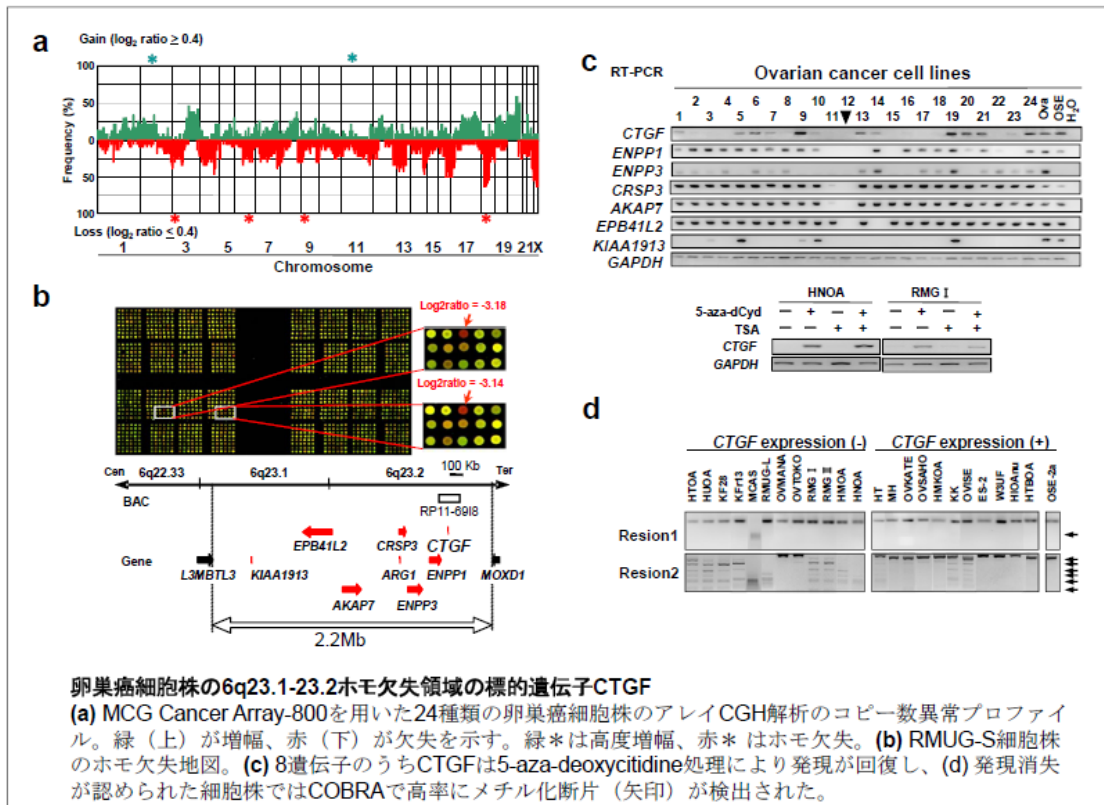 a
Gain (log2 ratio ≥ 0.4)
* *
100
50
0
50
100
Frequency (%)
* * * *
Loss (log2 ratio ≤ 0.4)
1 3 5 7 9 11 13 15 17 19 21X
Chromosome
b
Log2ratio = -3.18
Log2ratio = -3.14
100 Kb
Cen 6q22.33 6q23.1 6q23.2 Ter
BAC
RP11-69I8
EPB41L2 CRSP3 CTGF
Gene
L3MBTL3 KIAA1913 ARG1 ENPP1 MOXD1
AKAP7 ENPP3
2.2Mb
c
RT-PCR Ovarian cancer cell lines
2 4 6 8 10 12 14 16 18 20 22 24 Ova OSE H2O
1 3 5 7 9 11 13 15 17 19 21 23
CTGF
ENPP1
ENPP3
CRSP3
AKAP7
EPB41L2
KIAA1913
GAPDH
HNOA RMG I
5-aza-dCyd − + − + − + − +
TSA − − + + − − + +
CTGF
GAPDH
d
CTGF expression (-) CTGF expression (+)
HTOA HUOA KF28 KFr13 MCAS RMUG-L OVMANA OVTOKO RMG I RMG II HMOA HNOA HT MH OVKATE OVSAHO HMKOA KK OVISE ES-2 W3UF HIOAnu HTBOA OSE-2a
Resion1
Resion2
卵巣癌細胞株の6q23.1-23.2ホモ欠失領域の標的遺伝子CTGF
(a) MCG Cancer Array-800を用いた24種類の卵巣癌細胞株のアレイCGH解析のコピー数異常プロファイ
ル。緑（上）が増幅、赤（下）が欠失を示す。緑＊は高度増幅、赤＊ はホモ欠失。(b) RMUG-S細胞株
のホモ欠失地図。(c) 8遺伝子のうちCTGFは5-aza-deoxycitidine処理により発現が回復し、(d) 発現消失
が認められた細胞株ではCOBRAで高率にメチル化断片（矢印）が検出された。